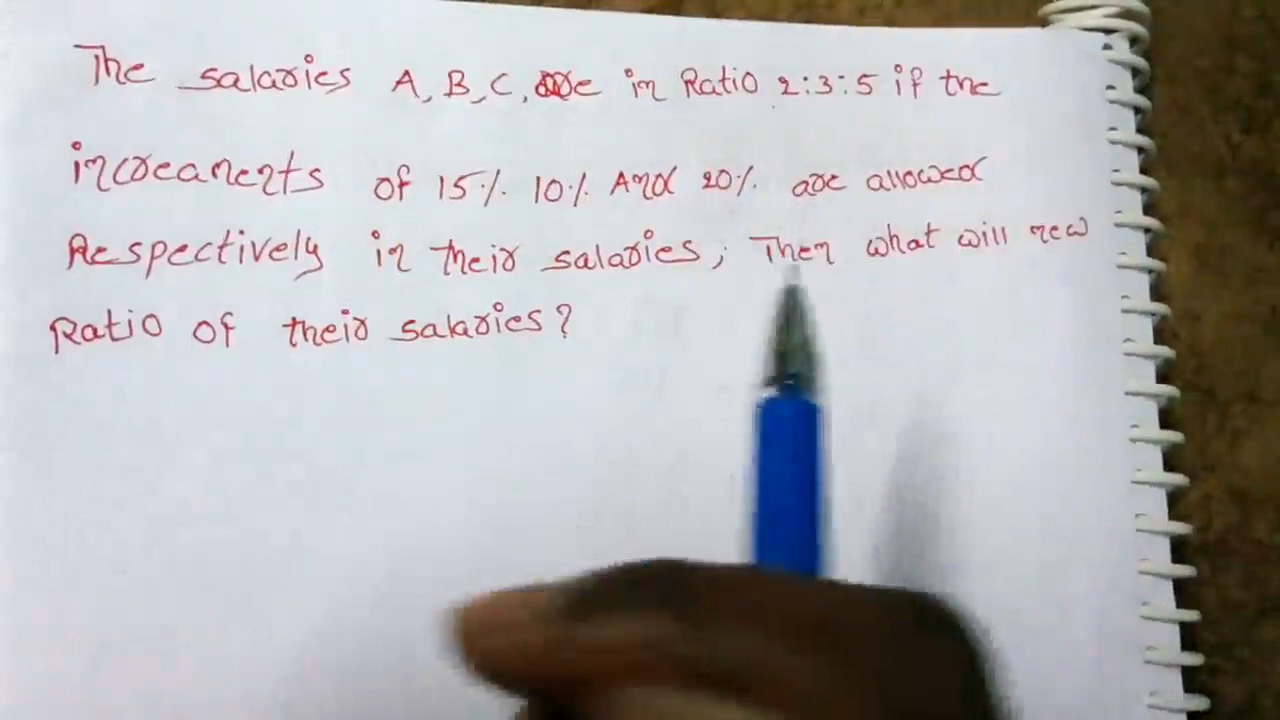 The salaries A, B, C, are in Ratio 2:3:5 if the
increanents of 15% 10% And 20% are allowed
Respectively in their salaries; Then what will new
Ratio of their salaries?